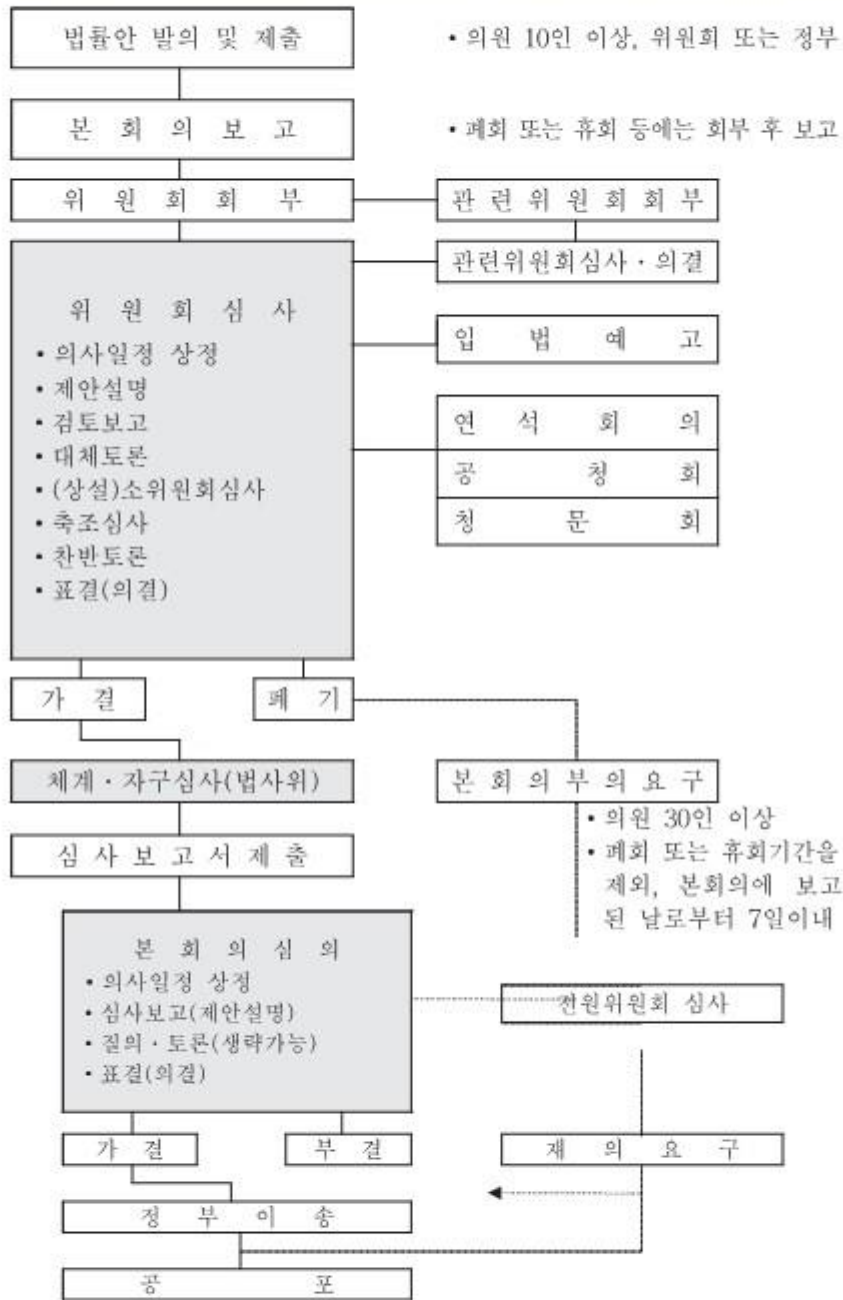 법률안 발의 및 제출
• 의원 10인 이상, 위원회 또는 정부
본 회 의 보 고
• 폐회 또는 휴회 등에는 회부 후 보고
위 원 회 회 부
관 련 위 원 회 회 부
관련위원회심사 · 의결
위 원 회 심 사
• 의사일정 상정
• 제안설명
• 검토보고
• 대체토론
• (상설)소위원회심사
• 축조심사
• 찬반토론
• 표결(의결)
입 법 예 고
연 석 회 의
공 청 회
청 문 회
가 결
폐 기
체계 · 자구심사(법사위)
본 회 의 부 의 요 구
• 의원 30인 이상
• 폐회 또는 휴회기간을
제외, 본회의에 보고
된 날로부터 7일이내
심 사 보 고 서 제 출
본 회 의 심 의
• 의사일정 상정
• 심사보고(제안설명)
• 질의 · 토론(생략가능)
• 표결(의결)
전원위원회 심사
가 결
부 결
재 의 요 구
정 부 이 송
공 포